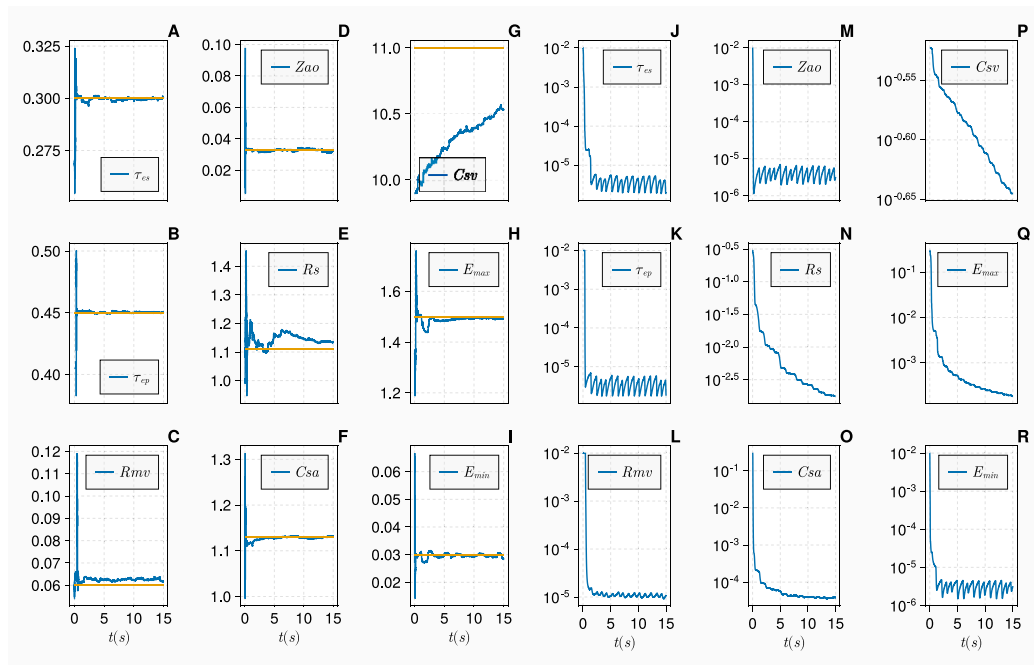 A
0.325
0.300
0.275
τes
D
0.10
0.08
0.06
0.04
0.02
Zao
G
11.0
10.5
10.0
Csv
J
10-2
10-3
10-4
10-5
τes
M
10-2
10-3
10-4
10-5
10-6
Zao
P
10-0.55
10-0.60
10-0.65
Csv
B
0.50
0.45
0.40
τep
E
1.4
1.3
1.2
1.1
1.0
Rs
H
1.6
1.4
1.2
Emax
K
10-2
10-3
10-4
10-5
τep
N
10-0.5
10-1.0
10-1.5
10-2.0
10-2.5
Rs
Q
10-1
10-2
10-3
Emax
C
0.12
0.11
0.10
0.09
0.08
0.07
0.06
Rmv
0 5 10 15
t(s)
F
1.3
1.2
1.1
1.0
Csa
0 5 10 15
t(s)
I
0.06
0.05
0.04
0.03
0.02
Emin
0 5 10 15
t(s)
L
10-2
10-3
10-4
10-5
Rmv
0 5 10 15
t(s)
O
10-1
10-2
10-3
10-4
Csa
0 5 10 15
t(s)
R
10-2
10-3
10-4
10-5
10-6
Emin
0 5 10 15
t(s)